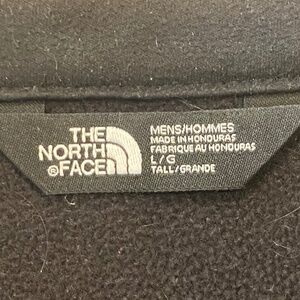 THE
NORTH
®FACE
MENS/HOMMES
MADE IN HONDURAS
FABRIQUE AU HONDURAS
L/G
TALL/GRANDE